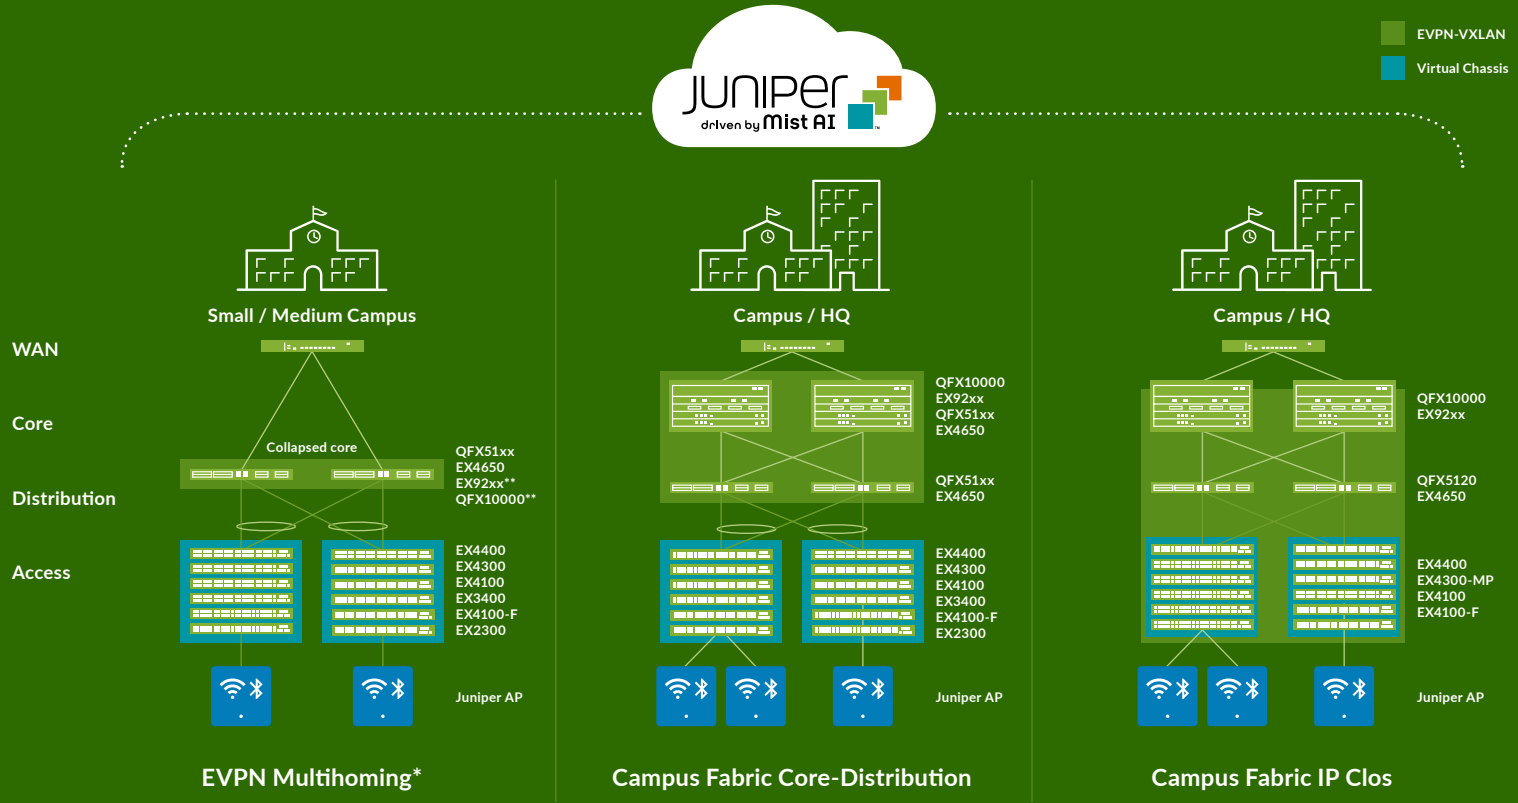 JUNIPER
driven by Mist AI
EVPN-VXLAN
Virtual Chassis
WAN
Core
Distribution
Access
Small / Medium Campus
Collapsed core
QFX51xx
EX4650
EX92xx**
QFX10000**
EX4400
EX4300
EX4100
EX3400
EX4100-F
EX2300
Juniper AP
EVPN Multihoming*
Campus / HQ
QFX10000
EX92xx
QFX51xx
EX4650
QFX51xx
EX4650
EX4400
EX4300
EX4100
EX3400
EX4100-F
EX2300
Juniper AP
Campus Fabric Core-Distribution
Campus / HQ
QFX10000
EX92xx
QFX5120
EX4650
EX4400
EX4300-MP
EX4100
EX4100-F
Juniper AP
Campus Fabric IP Clos